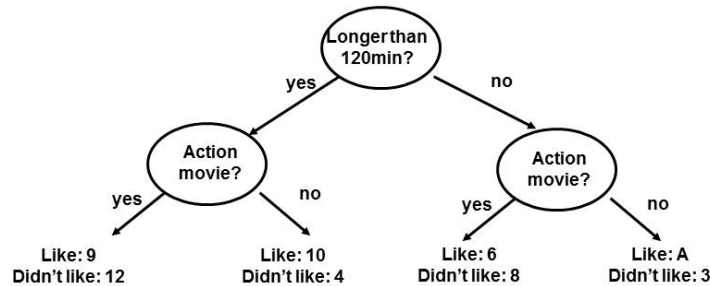 Longer than
120min?
yes
no
Action
movie?
Action
movie?
yes
no
yes
no
Like: 9
Didn't like: 12
Like: 10
Didn't like: 4
Like: 6
Didn't like: 8
Like: A
Didn't like: 3